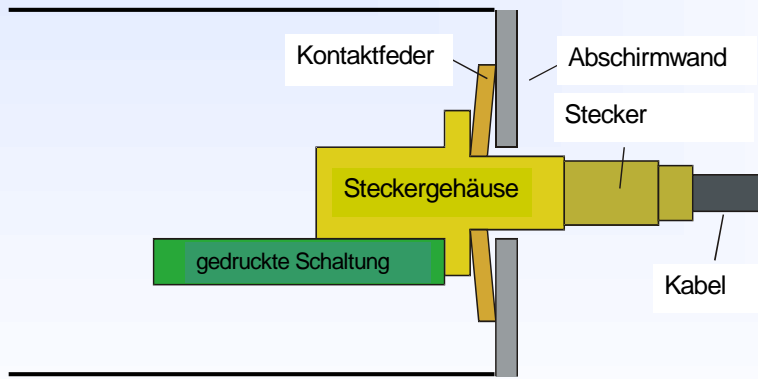 Kontaktfeder
Abschirmwand
Stecker
Steckergehäuse
gedruckte Schaltung
Kabel